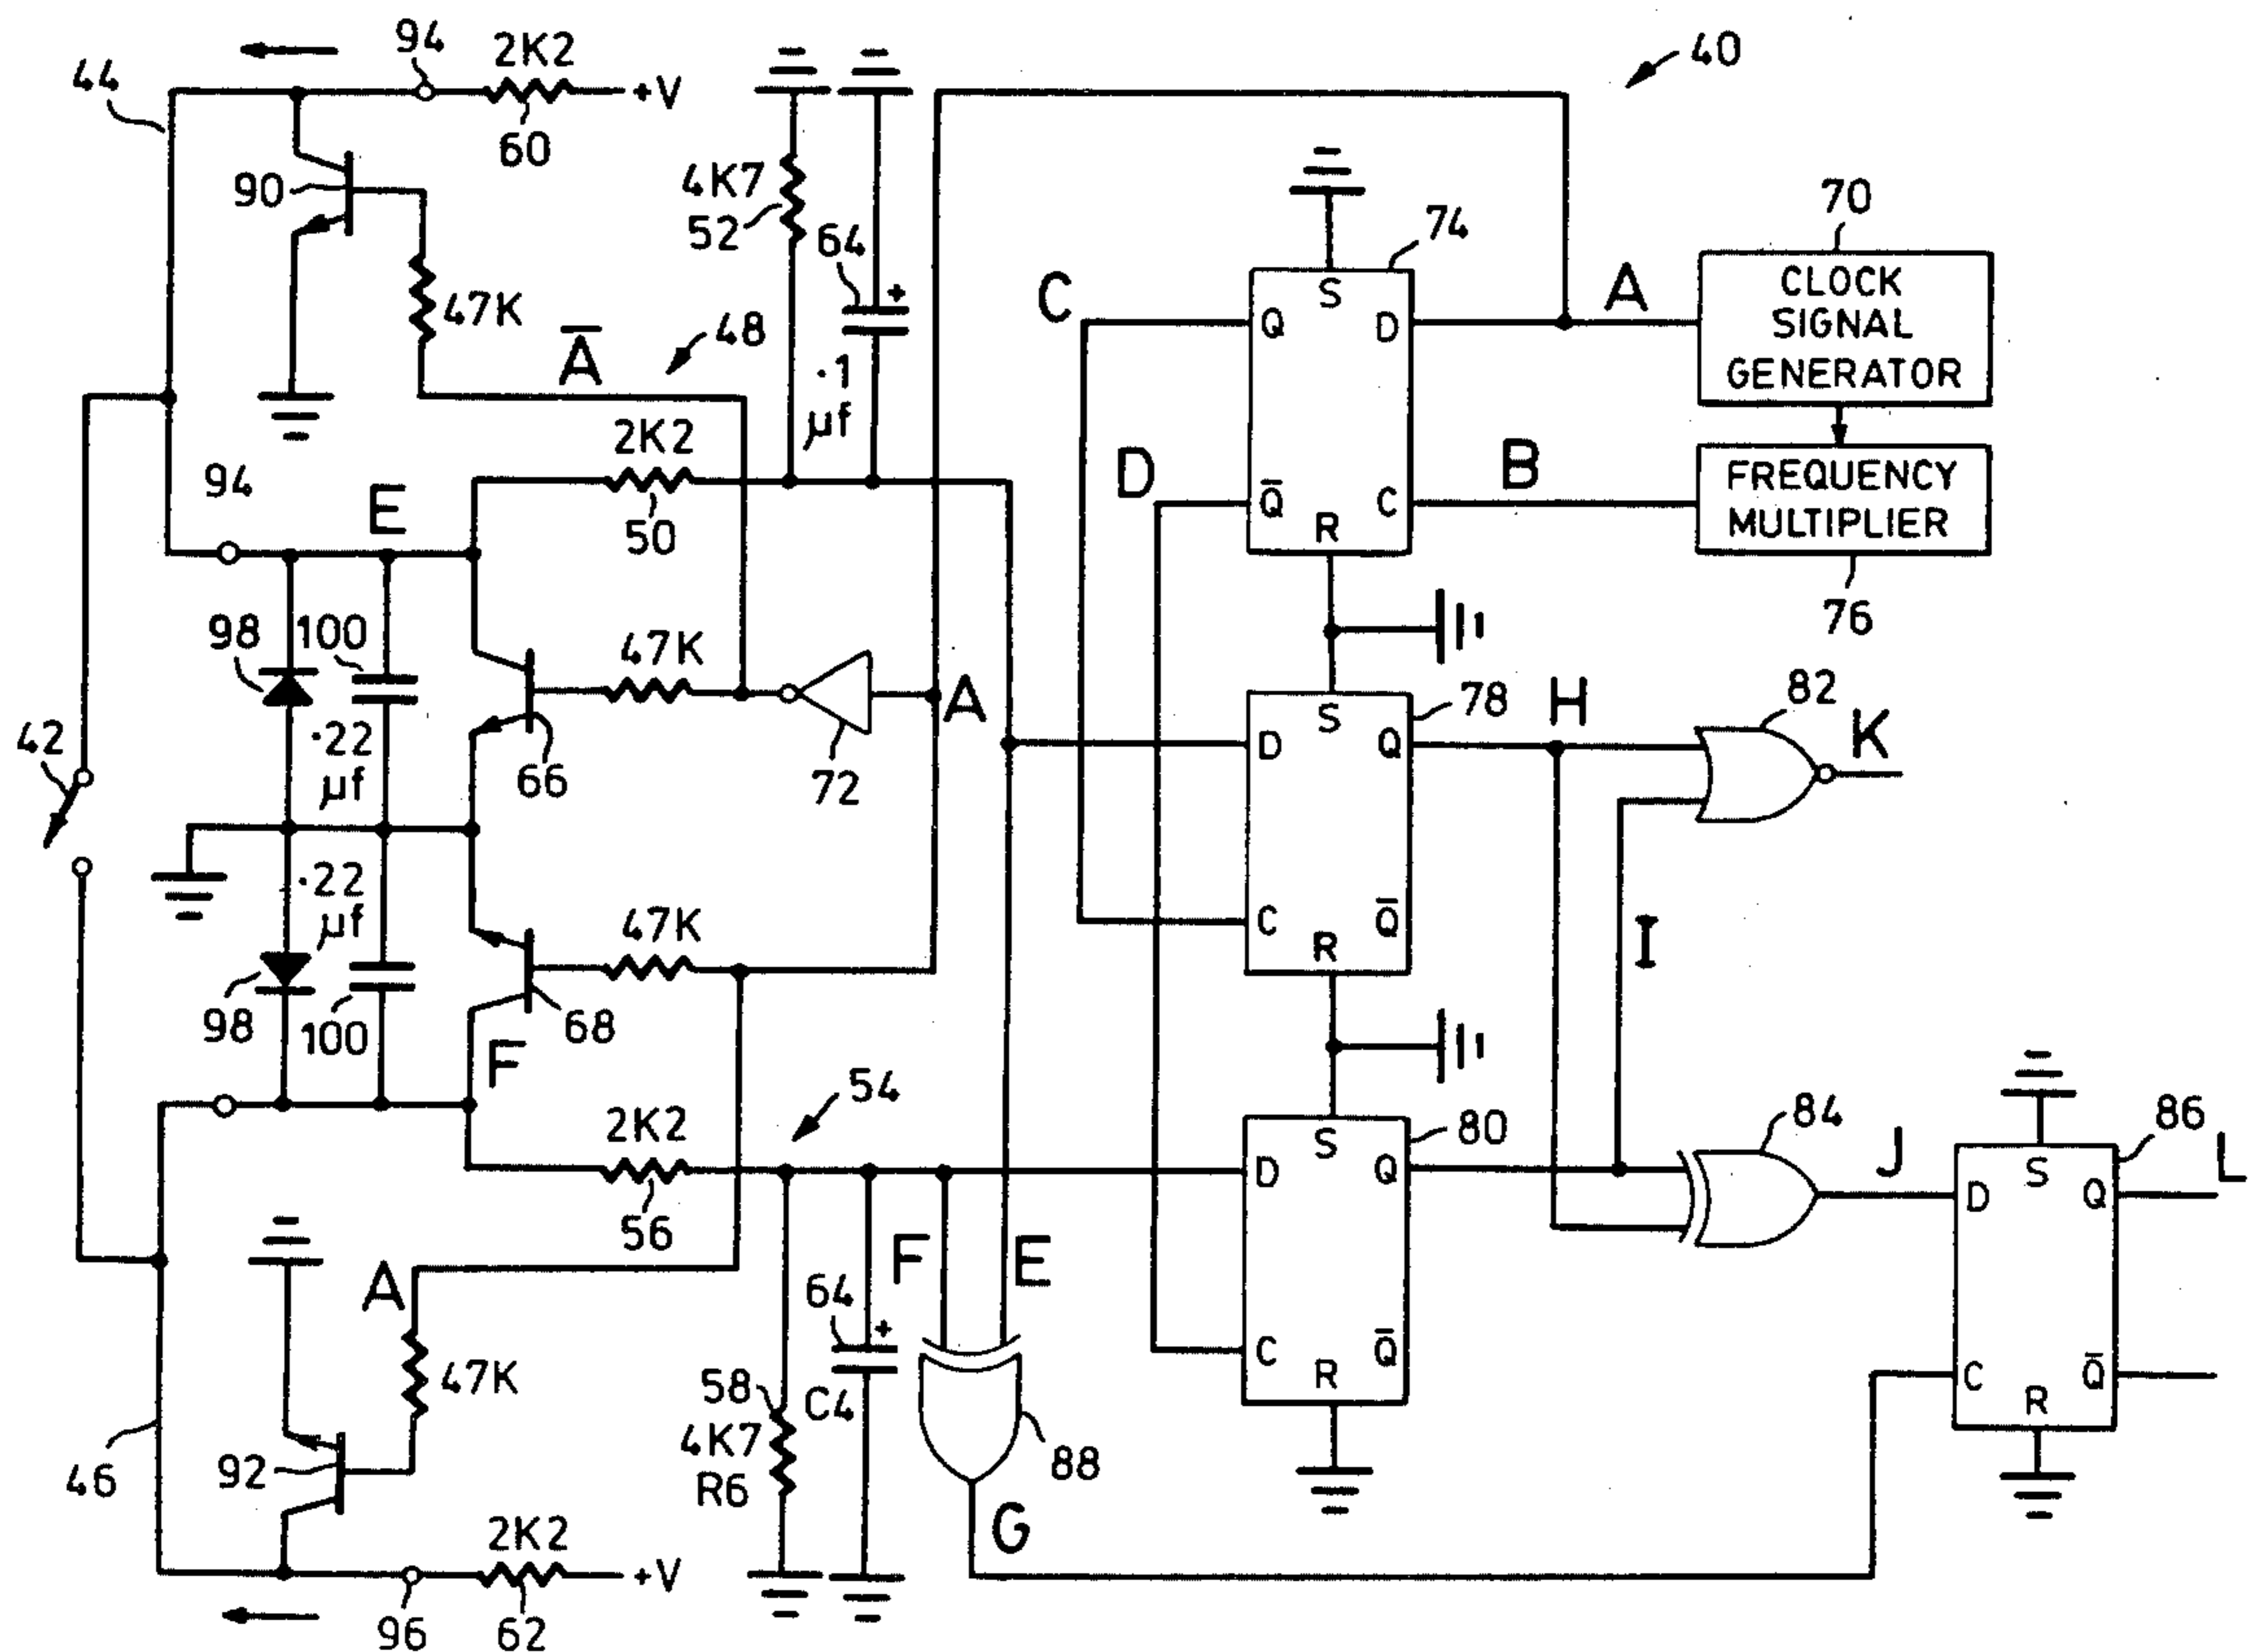 40
44
94
2K2
+V
60
90
47K
4K7
52
64
+
.1
µf
48
A̅
C
D
74
S
Q
D
Q̅
C
R
A
B
70
CLOCK
SIGNAL
GENERATOR
FREQUENCY
MULTIPLIER
76
94
E
2K2
50
98
100
.22
µf
66
47K
72
A
42
.22
µf
98
100
47K
68
F
78
S
D
Q
C
Q̅
R
H
82
K
I
54
2K2
56
80
S
D
Q
C
Q̅
R
84
J
86
L
S
D
Q
C
Q̅
R
A
47K
92
46
2K2
+V
96
62
58
4K7
R6
64
+
C4
F
E
88
G